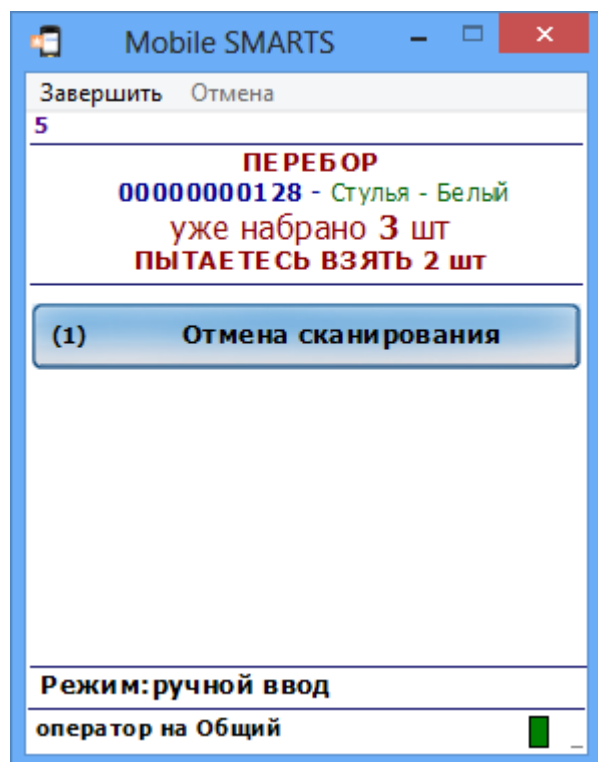 Mobile SMARTS
Завершить Отмена
5
ПЕРЕБОР
00000000128 - Стулья - Белый
уже набрано 3 шт
ПЫТАЕТЕСЬ ВЗЯТЬ 2 шт
(1) Отмена сканирования
Режим:ручной ввод
оператор на Общий